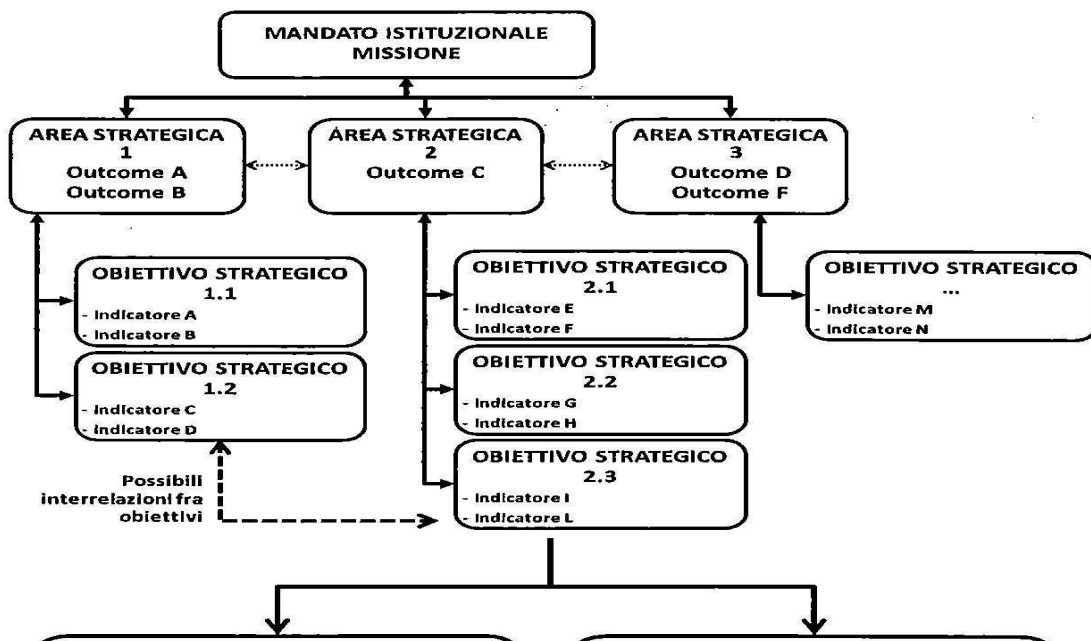 MANDATO ISTITUZIONALE
MISSIONE
AREA STRATEGICA
1
Outcome A
Outcome B
ÁREA STRATEGICA
2
Outcome C
AREA STRATEGICA
3
Outcome D
Outcome F
OBIETTIVO STRATEGICO
1.1
- Indicatore A
- Indicatore B
OBIETTIVO STRATEGICO
1.2
- Indicatore C
- Indicatore D
OBIETTIVO STRATEGICO
2.1
- Indicatore E
- Indicatore F
OBIETTIVO STRATEGICO
2.2
- Indicatore G
- Indicatore H
OBIETTIVO STRATEGICO
2.3
- Indicatore I
- Indicatore L
OBIETTIVO STRATEGICO
...
- Indicatore M
- Indicatore N
Possibili
interrelazioni fra
obiettivi